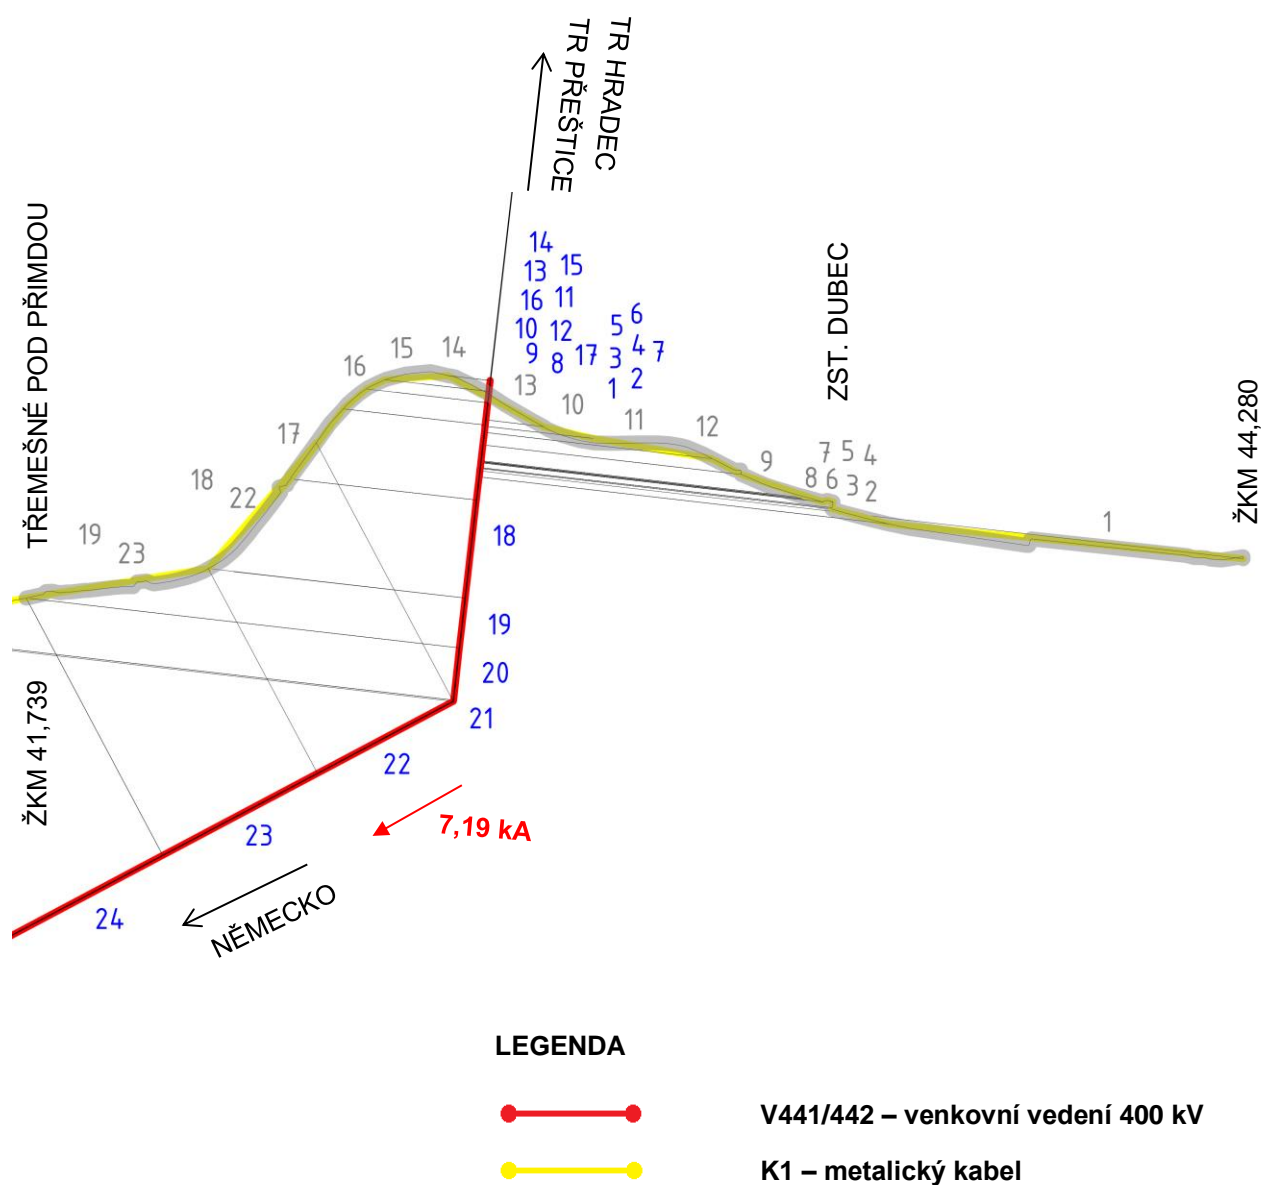 TR HRADEC
TR PŘEŠTICE
TŘEMEŠNÉ POD PŘIMDOU
ZST. DUBEC
ŽKM 44,280
14
13 15
16 11
10 12
9 8 17
5 6
3 4 7
1 2
16 15 14
13 10 11 12
9
7 5 4
8 6 3 2
1
17
18 22
19 23
18
19
20
21
22
23
24
ŽKM 41,739
7,19 kA
NĚMECKO
LEGENDA
V441/442 – venkovní vedení 400 kV
K1 – metalický kabel